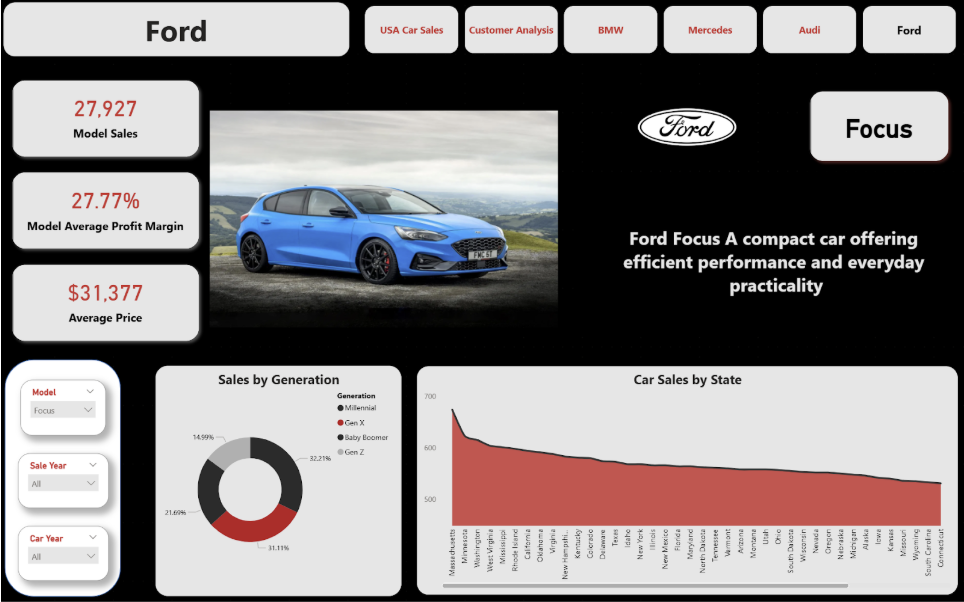 Ford
USA Car Sales
Customer Analysis
BMW
Mercedes
Audi
Ford
27,927
Model Sales
27.77%
Model Average Profit Margin
$31,377
Average Price
Ford
Focus
Ford Focus A compact car offering
efficient performance and everyday
practicality
Model
Focus
Sale Year
All
Car Year
All
Sales by Generation
Generation
Millennial
Gen X
Baby Boomer
Gen Z
14.99%
32.21%
21.69%
31.11%
Car Sales by State
700
600
500
Massachusetts
Minnesota
Washington
West Virginia
Mississippi
Rhode Island
California
Oklahoma
Virginia
New Hampshi...
Kentucky
Colorado
Delaware
Texas
Idaho
New York
Illinois
New Mexico
Florida
Maryland
North Dakota
Tennessee
Vermont
Arizona
Montana
Utah
Ohio
South Dakota
Wisconsin
Nevada
Oregon
Nebraska
Michigan
Alaska
Iowa
Kansas
Missouri
Wyoming
South Carolina
Connecticut